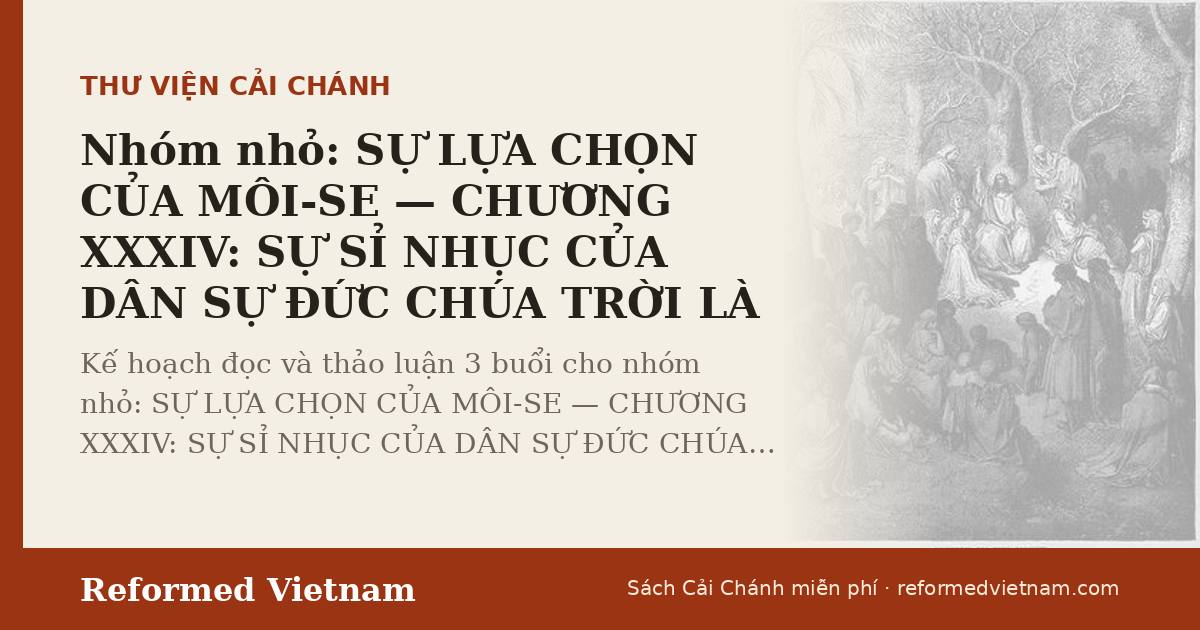 THƯ VIỆN CẢI CHÁNH
Nhóm nhỏ: SỰ LỰA CHỌN
CỦA MÔI-SE — CHƯƠNG
XXXIV: SỰ SỈ NHỤC CỦA
DÂN SỰ ĐỨC CHÚA TRỜI LÀ
Kế hoạch đọc và thảo luận 3 buổi cho nhóm
nhỏ: SỰ LỰA CHỌN CỦA MÔI-SE — CHƯƠNG
XXXIV: SỰ SỈ NHỤC CỦA DÂN SỰ ĐỨC CHÚA...
Reformed Vietnam
Sách Cải Chánh miễn phí · reformedvietnam.com